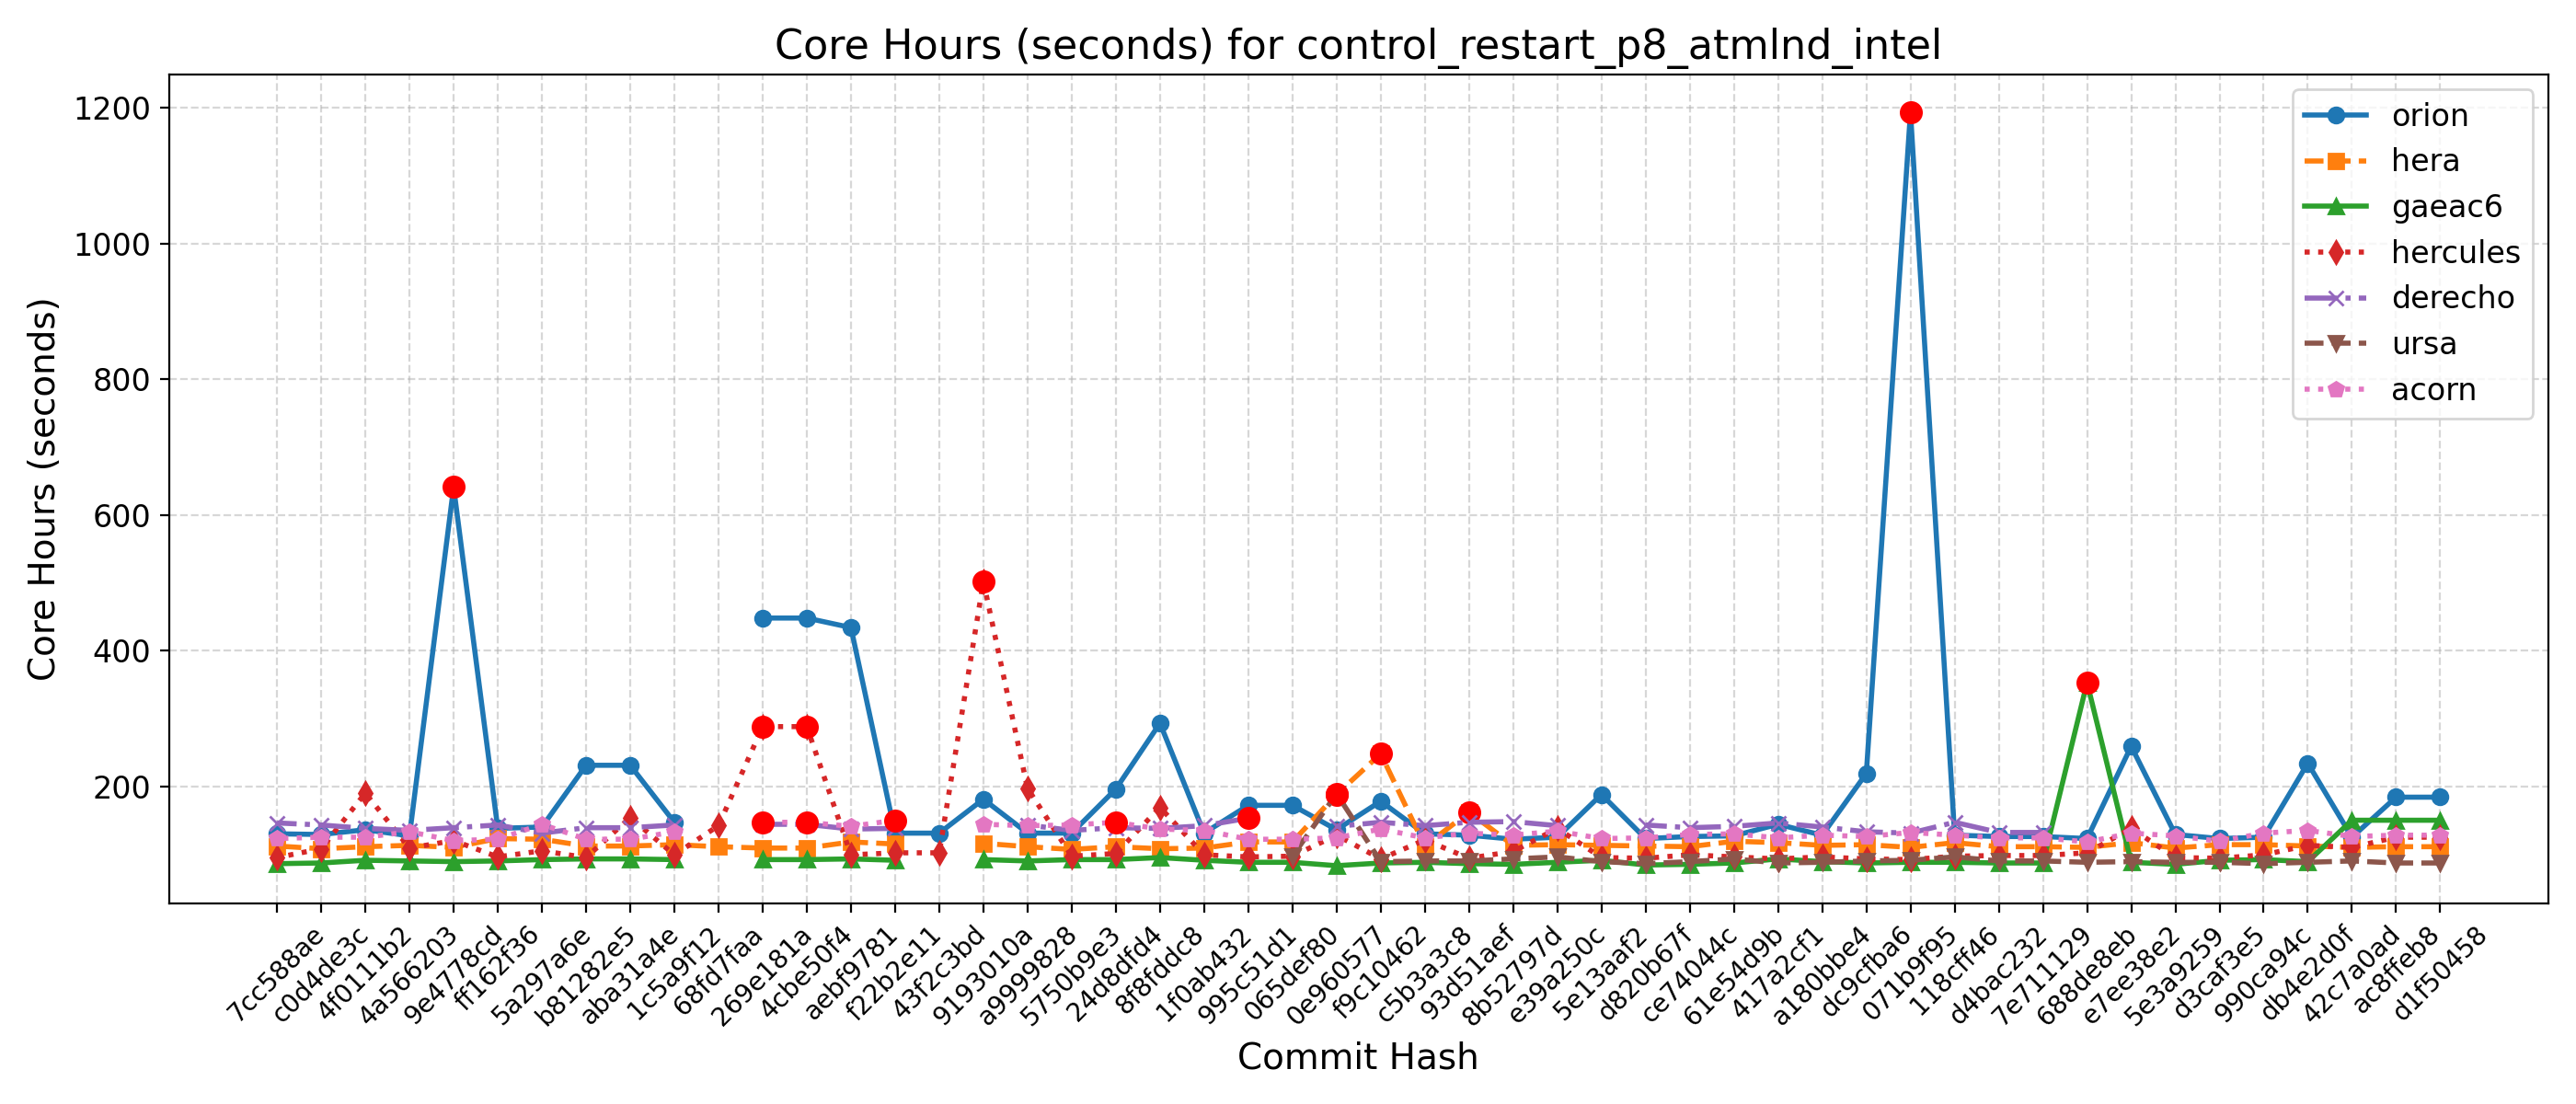 Core Hours (seconds) for control_restart_p8_atmlnd_intel
Core Hours (seconds)
1200
1000
800
600
400
200
orion
hera
gaeac6
hercules
derecho
ursa
acorn
7cc588ae
c0d4de3c
4f0111b2
4a566203
9e4778cd
ff162f36
5a297a6e
b81282e5
aba31a4e
1c5a9f12
68fd7faa
269e181a
4cbe50f4
aebf9781
f22b2e11
43f2c3bd
9193010a
a9999828
5750b9e3
24d8dfd4
8f8fddc8
1f0ab432
995c51d1
065def80
0e960577
f9c10462
c5b3a3c8
93d51aef
8b52797d
e39a250c
5e13aaf2
d820b67f
ce74044c
61e54d9b
417a2cf1
a180bbe4
dc9cfba6
071b9f95
118cff46
d4bac232
7e711129
688de8eb
e7ee38e2
5e3a9259
d3caf3e5
990ca94c
db4e2d0f
42c7a0ad
ac8ffeb8
d1f50458
Commit Hash